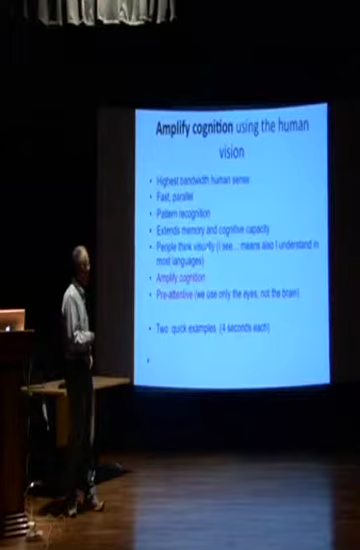 Amplify cognition using the human
vision
• Highest bandwidth human sense
• Fast, parallel
• Pattern recognition
• Extends memory and cognitive capacity
• People think visually (I see... means also I understand in
most languages)
• Amplify cognition
• Pre-attentive (we use only the eyes, not the brain)
• Two quick examples, (4 seconds each)
•